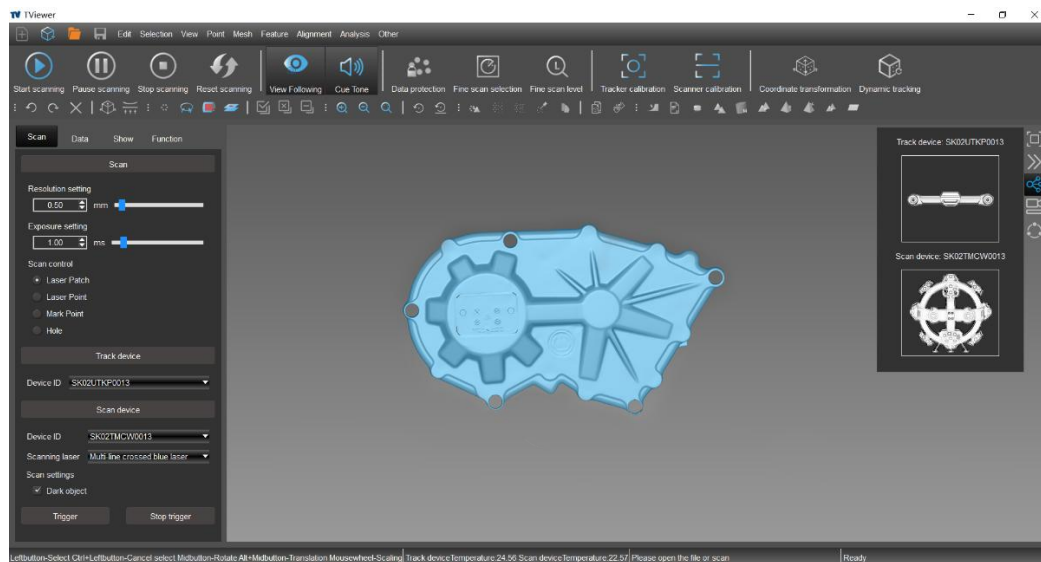 TViewer
Edit Selection View Point Mesh Feature Alignment Analysis Other
Start scanning Pause scanning Stop scanning Reset scanning View Following Cue Tone Data protection Fine scan selection Fine scan level Tracker calibration Scanner calibration Coordinate transformation Dynamic tracking
Scan Data Show Function
Scan
Resolution setting
0.50 mm
Exposure setting
1.00 ms
Scan control
Laser Patch
Laser Point
Mark Point
Hole
Track device
Device ID SK02UTKP0013
Scan device
Device ID SK02TMCW0013
Scanning laser Multi line crossed blue laser
Scan settings
Dark object
Trigger Stop trigger
Track device: SK02UTKP0013
Scan device: SK02TMCW0013
Leftbutton-Select Ctrl+Leftbutton-Cancel select Midbutton-Rotate Alt+Midbutton-Translation Mousewheel-Scaling Track deviceTemperature:24.56 Scan deviceTemperature:22.57 Please open the file or scan Ready